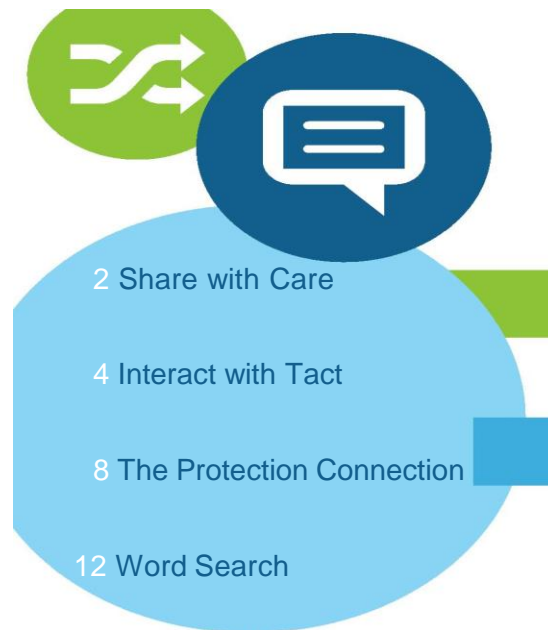 2 Share with Care
4 Interact with Tact
8 The Protection Connection
12 Word Search